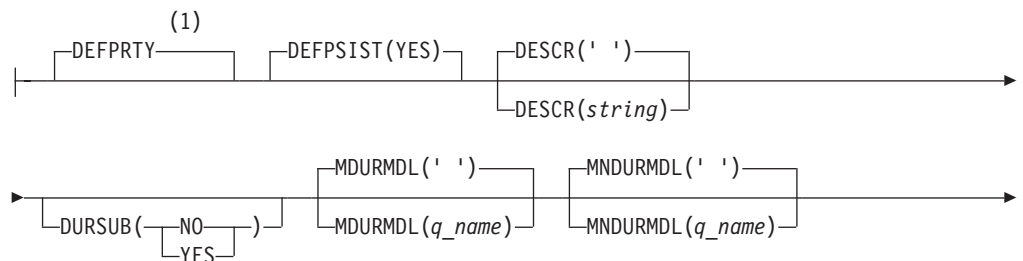 (1)
DEFPRTY DEFPSIST(YES) DESCR(' ')
DESCR(string)
MDURMDL(' ') MNDURMDL(' ')
DURSUB( NO ) MDURMDL(q_name) MNDURMDL(q_name)
YES